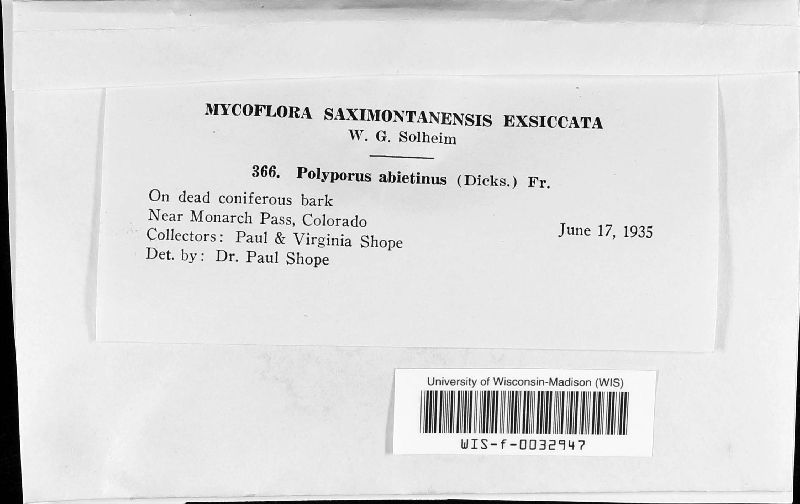 MYCOFLORA SAXIMONTANENSIS EXSICCATA
W. G. Solheim
366. Polyporus abietinus (Dicks.) Fr.
On dead coniferous bark
Near Monarch Pass, Colorado
June 17, 1935
Collectors: Paul & Virginia Shope
Det. by: Dr. Paul Shope
University of Wisconsin-Madison (WIS)
WIS-f-0032947